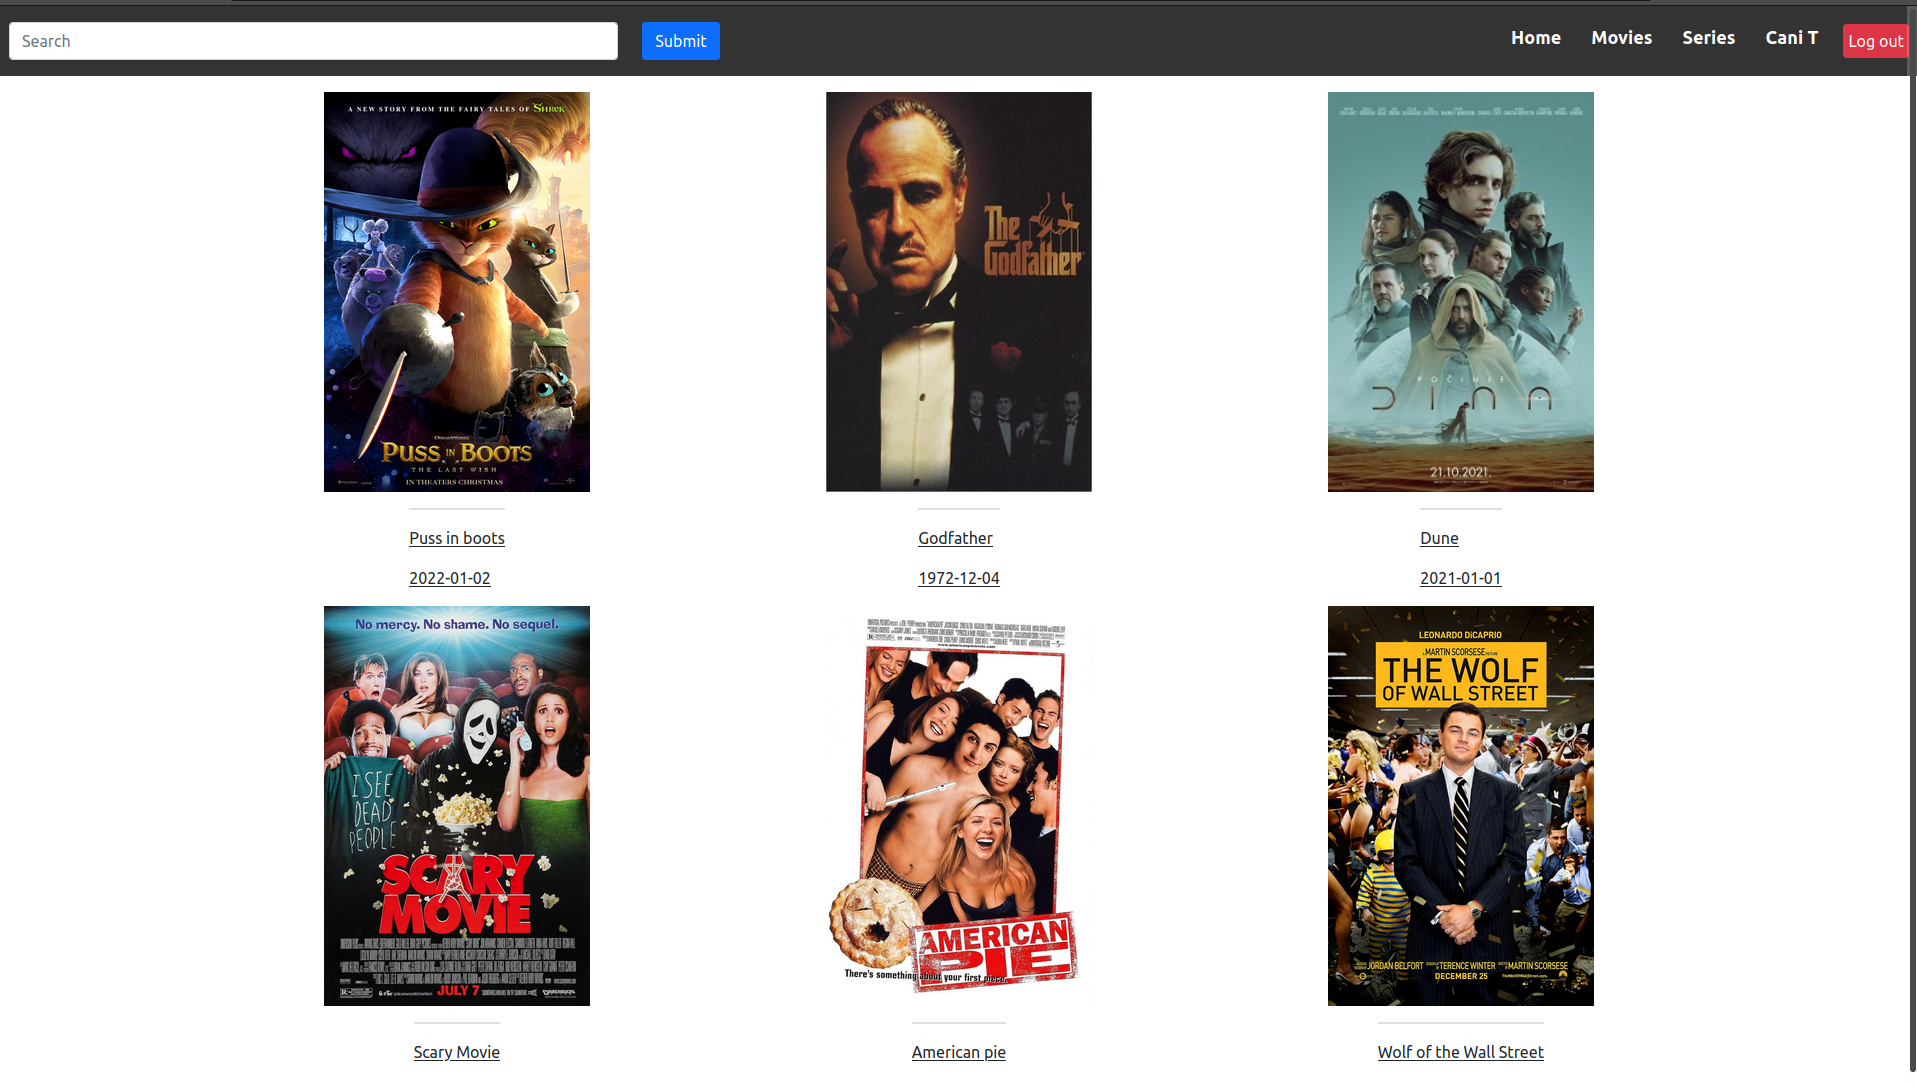 Search
Submit
Home
Movies
Series
Cani T
Log out
A NEW STORY FROM THE FAIRY TALES OF SHREK
DREAMWORKS
PUSS IN BOOTS
THE LAST WISH
IN THEATERS CHRISTMAS
The
Godfather
POČINJE
DINA
21.10.2021.
Puss in boots
2022-01-02
Godfather
1972-12-04
Dune
2021-01-01
No mercy. No shame. No sequel.
I SEE
DEAD
PEOPLE
SCARY
MOVIE
JULY 7
AMERICAN
PIE
There's something about your first piece.
LEONARDO DiCAPRIO
A MARTIN SCORSESE PICTURE
THE WOLF
OF WALL STREET
JORDAN BELFORT TERENCE WINTER MARTIN SCORSESE
DECEMBER 25
Scary Movie
American pie
Wolf of the Wall Street